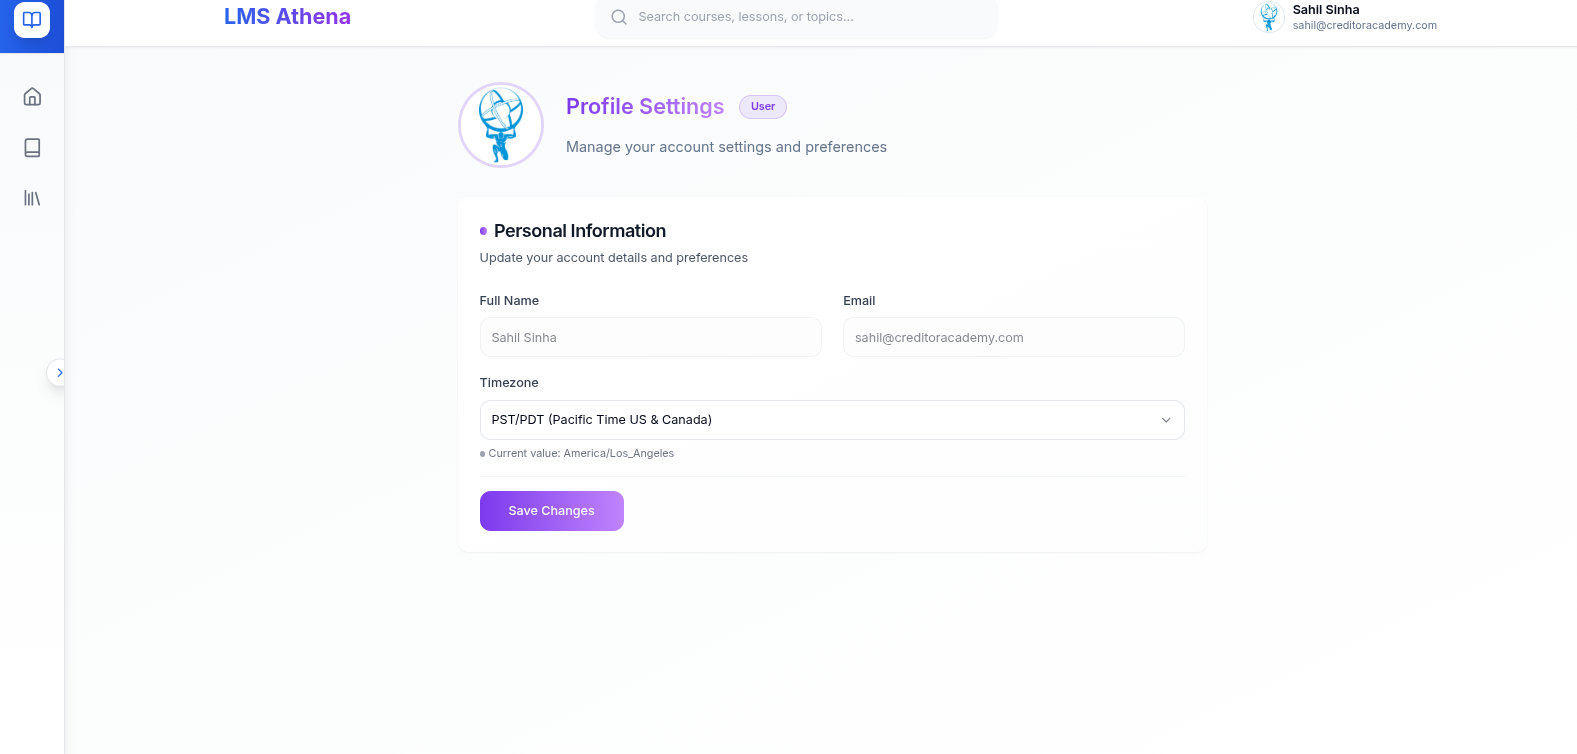 LMS Athena
Search courses, lessons, or topics...
Sahil Sinha
sahil@creditoracademy.com
Profile Settings
User
Manage your account settings and preferences
Personal Information
Update your account details and preferences
Full Name
Email
Sahil Sinha
sahil@creditoracademy.com
Timezone
PST/PDT (Pacific Time US & Canada)
Current value: America/Los_Angeles
Save Changes